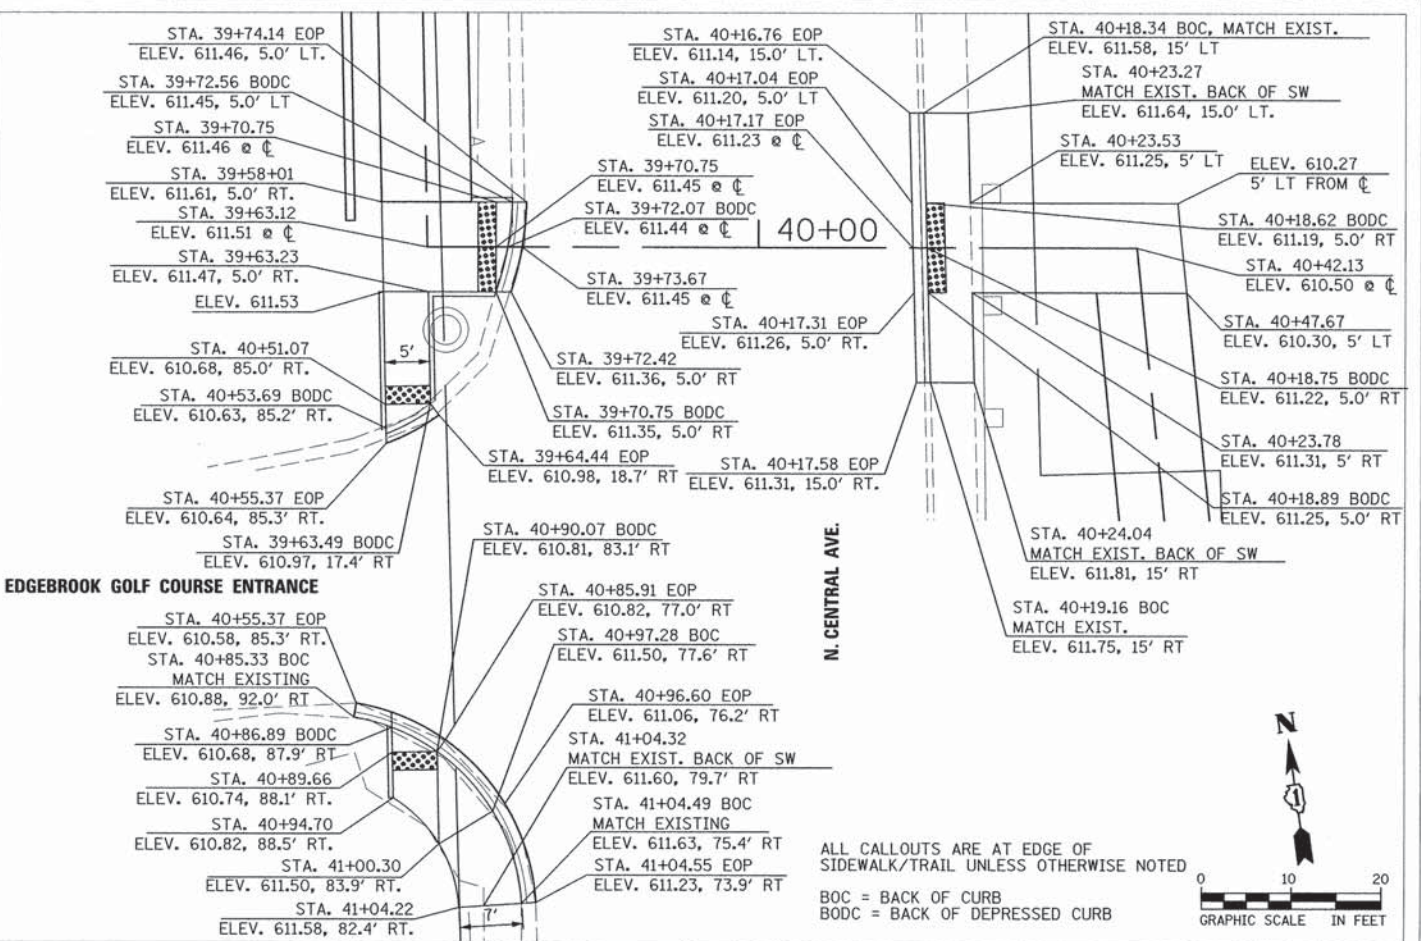 STA. 39+74.14 EOP
ELEV. 611.46, 5.0' LT.
STA. 39+72.56 BODC
ELEV. 611.45, 5.0' LT
STA. 39+70.75
ELEV. 611.46 @ ℄
STA. 39+58+01
ELEV. 611.61, 5.0' RT.
STA. 39+63.12
ELEV. 611.51 @ ℄
STA. 39+63.23
ELEV. 611.47, 5.0' RT.
ELEV. 611.53
STA. 40+51.07
ELEV. 610.68, 85.0' RT.
STA. 40+53.69 BODC
ELEV. 610.63, 85.2' RT.
STA. 40+55.37 EOP
ELEV. 610.64, 85.3' RT.
STA. 39+63.49 BODC
ELEV. 610.97, 17.4' RT
5'
STA. 39+70.75
ELEV. 611.45 @ ℄
STA. 39+72.07 BODC
ELEV. 611.44 @ ℄
STA. 39+73.67
ELEV. 611.45 @ ℄
STA. 39+72.42
ELEV. 611.36, 5.0' RT
STA. 39+70.75 BODC
ELEV. 611.35, 5.0' RT
STA. 39+64.44 EOP
ELEV. 610.98, 18.7' RT
STA. 40+16.76 EOP
ELEV. 611.14, 15.0' LT.
STA. 40+17.04 EOP
ELEV. 611.20, 5.0' LT
STA. 40+17.17 EOP
ELEV. 611.23 @ ℄
40+00
STA. 40+17.31 EOP
ELEV. 611.26, 5.0' RT.
STA. 40+17.58 EOP
ELEV. 611.31, 15.0' RT.
STA. 40+18.34 BOC, MATCH EXIST.
ELEV. 611.58, 15' LT
STA. 40+23.27
MATCH EXIST. BACK OF SW
ELEV. 611.64, 15.0' LT.
STA. 40+23.53
ELEV. 611.25, 5' LT
ELEV. 610.27
5' LT FROM ℄
STA. 40+18.62 BODC
ELEV. 611.19, 5.0' RT
STA. 40+42.13
ELEV. 610.50 @ ℄
STA. 40+47.67
ELEV. 610.30, 5' LT
STA. 40+18.75 BODC
ELEV. 611.22, 5.0' RT
STA. 40+23.78
ELEV. 611.31, 5' RT
STA. 40+18.89 BODC
ELEV. 611.25, 5.0' RT
STA. 40+24.04
MATCH EXIST. BACK OF SW
ELEV. 611.81, 15' RT
STA. 40+19.16 BOC
MATCH EXIST.
ELEV. 611.75, 15' RT
N. CENTRAL AVE.
EDGEBROOK GOLF COURSE ENTRANCE
STA. 40+55.37 EOP
ELEV. 610.58, 85.3' RT.
STA. 40+85.33 BOC
MATCH EXISTING
ELEV. 610.88, 92.0' RT
STA. 40+86.89 BODC
ELEV. 610.68, 87.9' RT
STA. 40+89.66
ELEV. 610.74, 88.1' RT.
STA. 40+94.70
ELEV. 610.82, 88.5' RT.
STA. 41+00.30
ELEV. 611.50, 83.9' RT.
STA. 41+04.22
ELEV. 611.58, 82.4' RT.
7'
STA. 40+90.07 BODC
ELEV. 610.81, 83.1' RT
STA. 40+85.91 EOP
ELEV. 610.82, 77.0' RT
STA. 40+97.28 BOC
ELEV. 611.50, 77.6' RT
STA. 40+96.60 EOP
ELEV. 611.06, 76.2' RT
STA. 41+04.32
MATCH EXIST. BACK OF SW
ELEV. 611.60, 79.7' RT
STA. 41+04.49 BOC
MATCH EXISTING
ELEV. 611.63, 75.4' RT
STA. 41+04.55 EOP
ELEV. 611.23, 73.9' RT
ALL CALLOUTS ARE AT EDGE OF
SIDEWALK/TRAIL UNLESS OTHERWISE NOTED
BOC = BACK OF CURB
BODC = BACK OF DEPRESSED CURB
N
1
0 10 20
GRAPHIC SCALE IN FEET